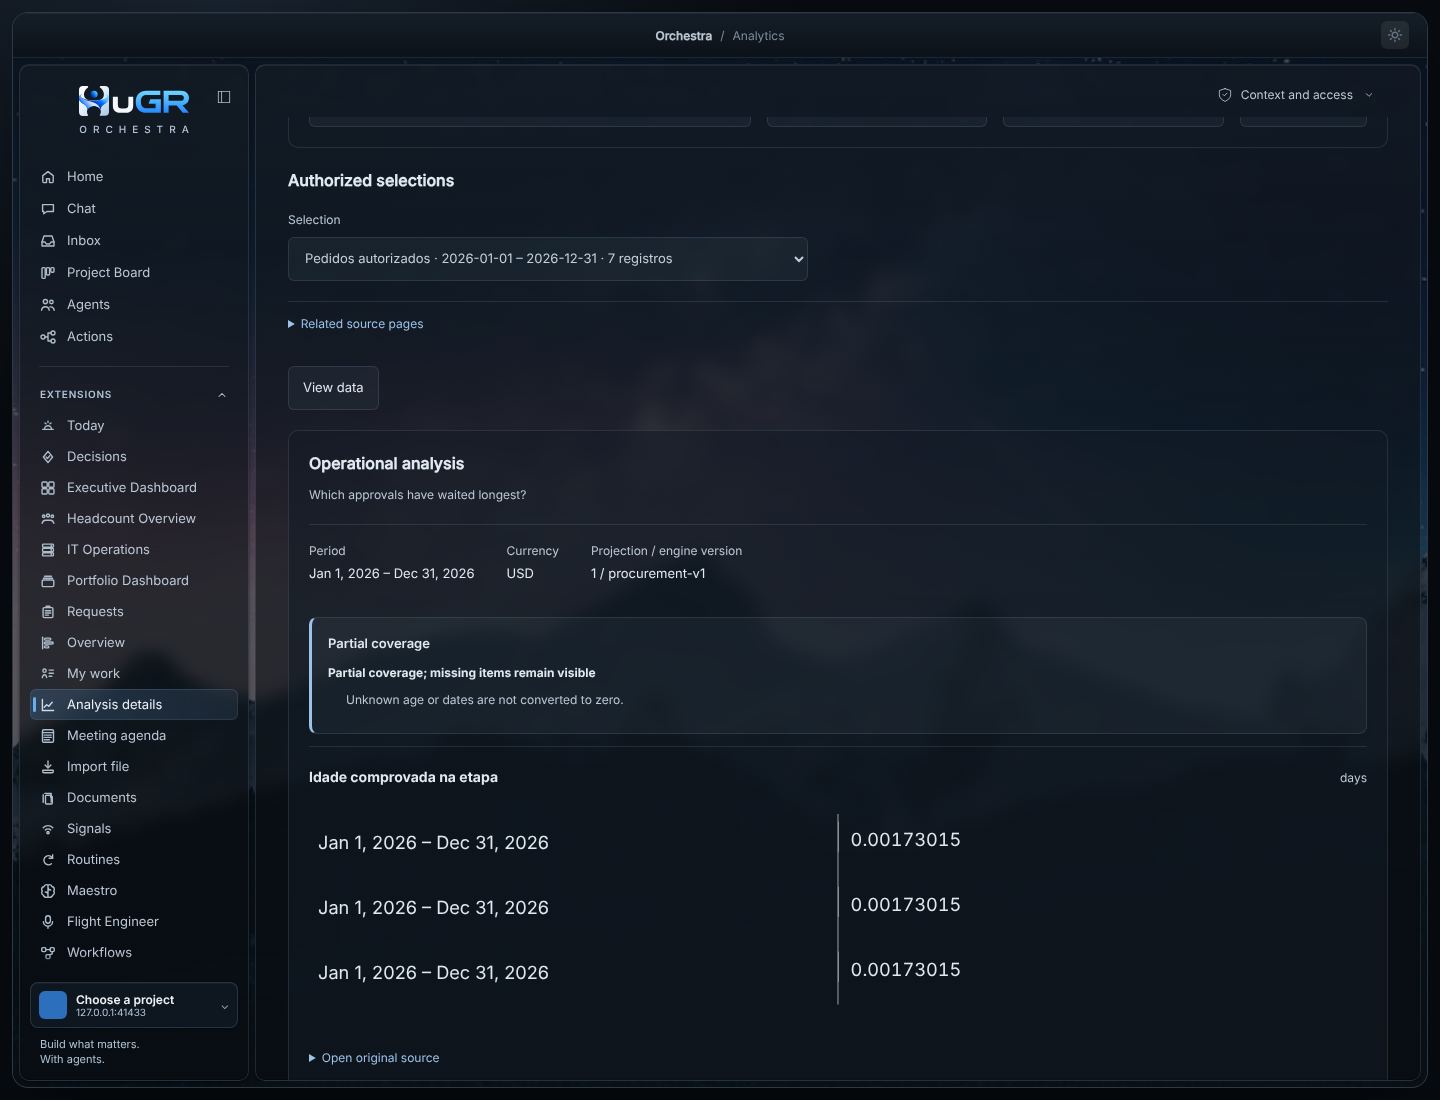 Orchestra / Analytics
HuGR
ORCHESTRA
Home
Chat
Inbox
Project Board
Agents
Actions
EXTENSIONS
Today
Decisions
Executive Dashboard
Headcount Overview
IT Operations
Portfolio Dashboard
Requests
Overview
My work
Analysis details
Meeting agenda
Import file
Documents
Signals
Routines
Maestro
Flight Engineer
Workflows
Choose a project
127.0.0.1:41433
Build what matters.
With agents.
Context and access
Authorized selections
Selection
Pedidos autorizados · 2026-01-01 – 2026-12-31 · 7 registros
Related source pages
View data
Operational analysis
Which approvals have waited longest?
Period Currency Projection / engine version
Jan 1, 2026 – Dec 31, 2026 USD 1 / procurement-v1
Partial coverage
Partial coverage; missing items remain visible
Unknown age or dates are not converted to zero.
Idade comprovada na etapa days
Jan 1, 2026 – Dec 31, 2026 0.00173015
Jan 1, 2026 – Dec 31, 2026 0.00173015
Jan 1, 2026 – Dec 31, 2026 0.00173015
Open original source